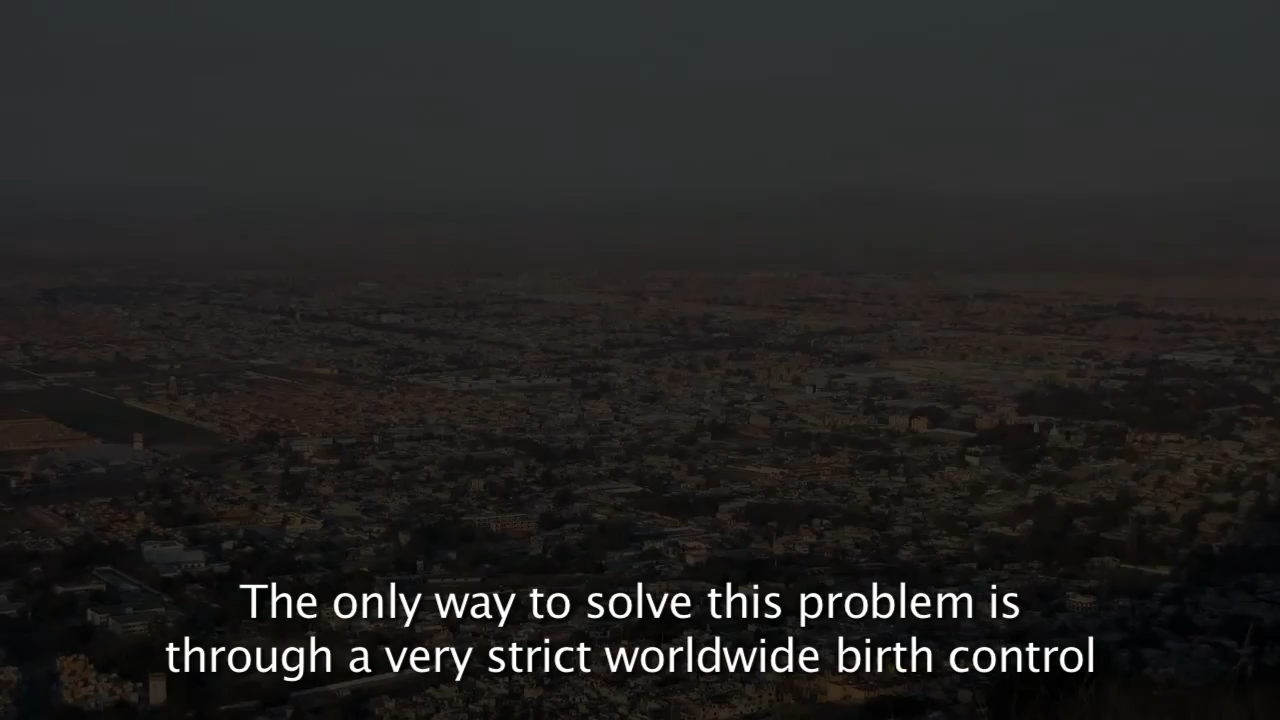 The only way to solve this problem is
through a very strict worldwide birth control